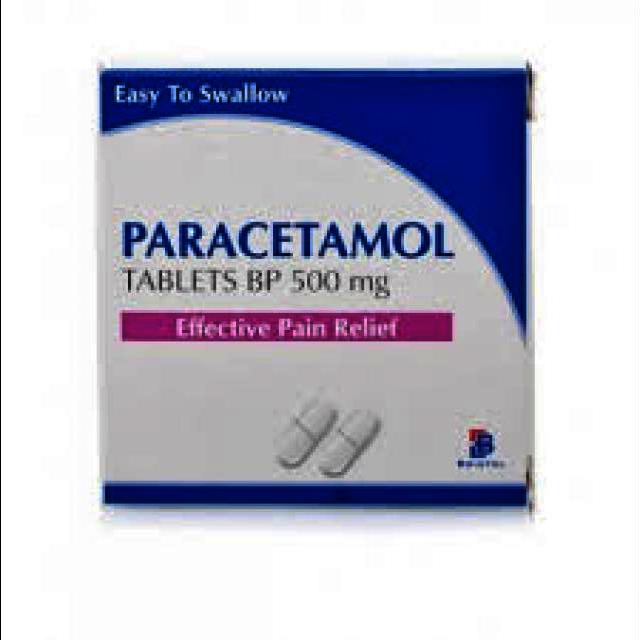 Easy To Swallow
PARACETAMOL
TABLETS BP 500 mg
Effective Pain Relief